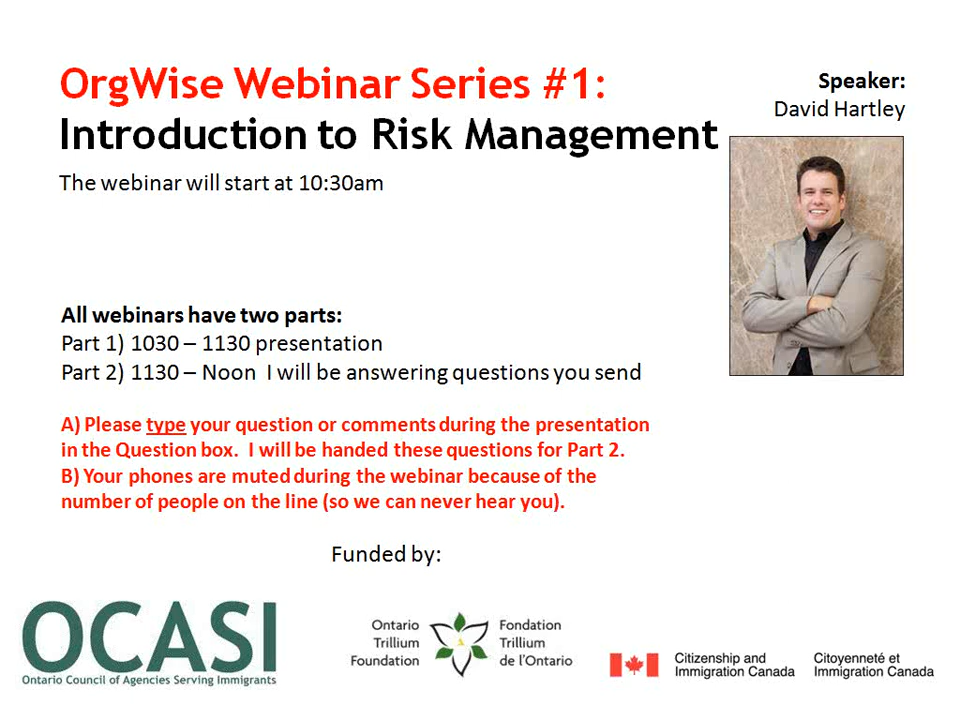 OrgWise Webinar Series #1:
Introduction to Risk Management
The webinar will start at 10:30am
Speaker:
David Hartley
All webinars have two parts:
Part 1) 1030 – 1130 presentation
Part 2) 1130 – Noon  I will be answering questions you send
A) Please type your question or comments during the presentation
in the Question box.  I will be handed these questions for Part 2.
B) Your phones are muted during the webinar because of the
number of people on the line (so we can never hear you).
Funded by:
OCASI
Ontario Council of Agencies Serving Immigrants
Ontario
Trillium
Foundation
Fondation
Trillium
de l'Ontario
Citizenship and
Immigration Canada
Citoyenneté et
Immigration Canada